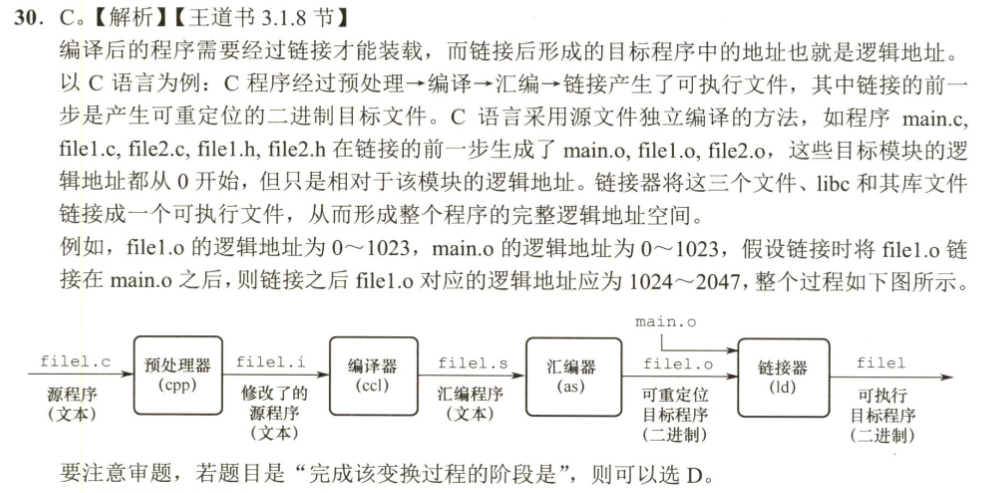 30. C。【解析】【王道书 3.1.8 节】
编译后的程序需要经过链接才能装载，而链接后形成的目标程序中的地址也就是逻辑地址。
以 C 语言为例：C 程序经过预处理→编译→汇编→链接产生了可执行文件，其中链接的前一
步是产生可重定位的二进制目标文件。C 语言采用源文件独立编译的方法，如程序 main.c,
file1.c, file2.c, file1.h, file2.h 在链接的前一步生成了 main.o, file1.o, file2.o，这些目标模块的逻
辑地址都从 0 开始，但只是相对于该模块的逻辑地址。链接器将这三个文件、libc 和其库文件
链接成一个可执行文件，从而形成整个程序的完整逻辑地址空间。
例如，file1.o 的逻辑地址为 0～1023，main.o 的逻辑地址为 0～1023，假设链接时将 file1.o 链
接在 main.o 之后，则链接之后 file1.o 对应的逻辑地址应为 1024～2047，整个过程如下图所示。
main.o
file1.c 预处理器 file1.i 编译器 file1.s 汇编器 file1.o 链接器 file1
(cpp) (ccl) (as) (ld)
源程序 修改了的 汇编程序 可重定位 可执行
(文本) 源程序 (文本) 目标程序 目标程序
(文本) (二进制) (二进制)
要注意审题，若题目是“完成该变换过程的阶段是”，则可以选 D。